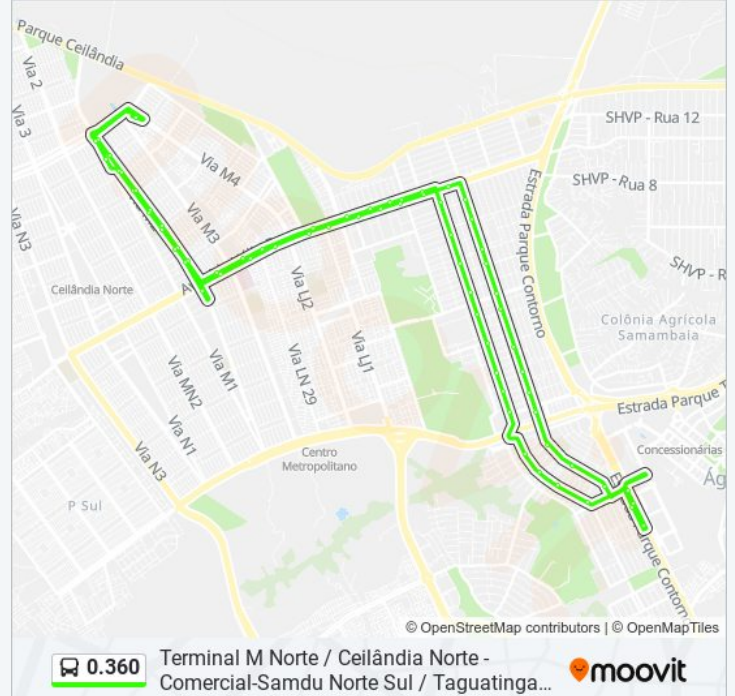 Parque Ceilândia
Via 2
Via 3
SHVP - Rua 12
Via M4
SHVP - Rua 8
Estrada Parque Contorno
Via N3
Via M3
SHVP - R
Ceilândia Norte
Via LJ2
Colônia Agrícola
Samambaia
Via LJ1
Via M1
Via LN 29
Via MN2
Via N1
Estrada Parque T
Via N3
Centro
Metropolitano
Concessionárias
Ág
P Sul
Parque Contorn
© OpenStreetMap contributors | © OpenMapTiles
0.360
Terminal M Norte / Ceilândia Norte -
Comercial-Samdu Norte Sul / Taguatinga...
moovit